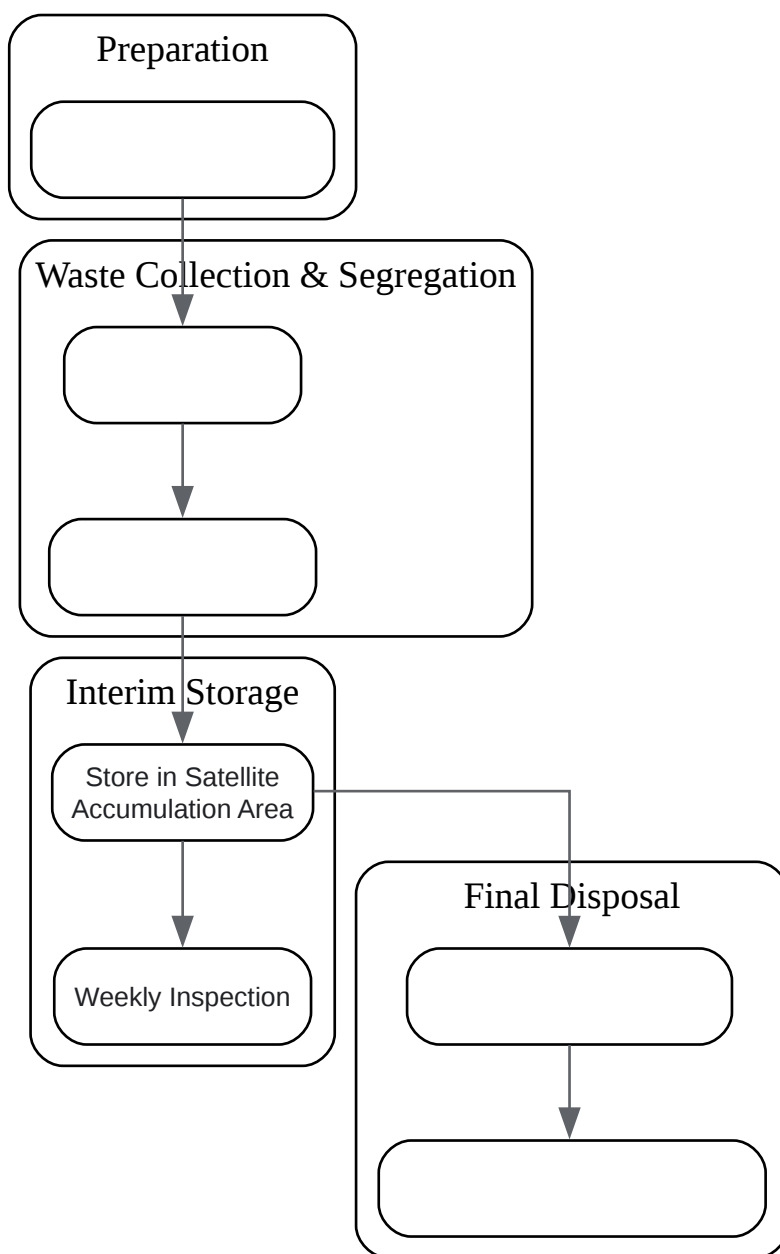 Preparation
Waste Collection & Segregation
Interim Storage
Store in Satellite
Accumulation Area
Final Disposal
Weekly Inspection